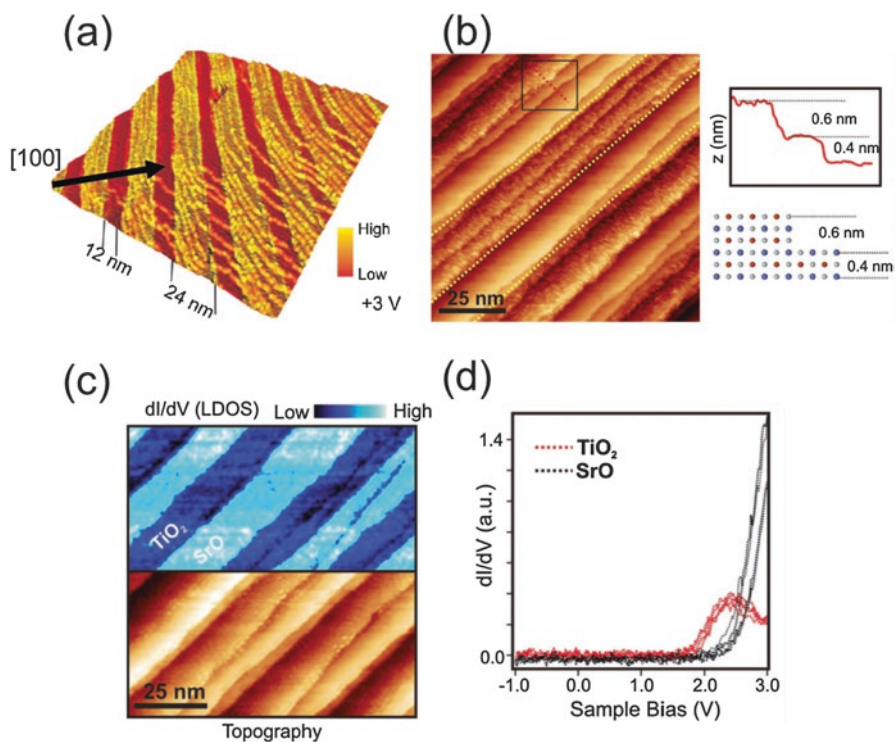 (a)
[100]
12 nm
24 nm
High
Low
+3 V
(b)
25 nm
z (nm)
0.6 nm
0.4 nm
0.6 nm
0.4 nm
(c)
dI/dV (LDOS) Low High
TiO₂
SrO
25 nm
Topography
(d)
dI/dV (a.u.)
1.4
0.0
TiO₂
SrO
-1.0 0.0 1.0 2.0 3.0
Sample Bias (V)